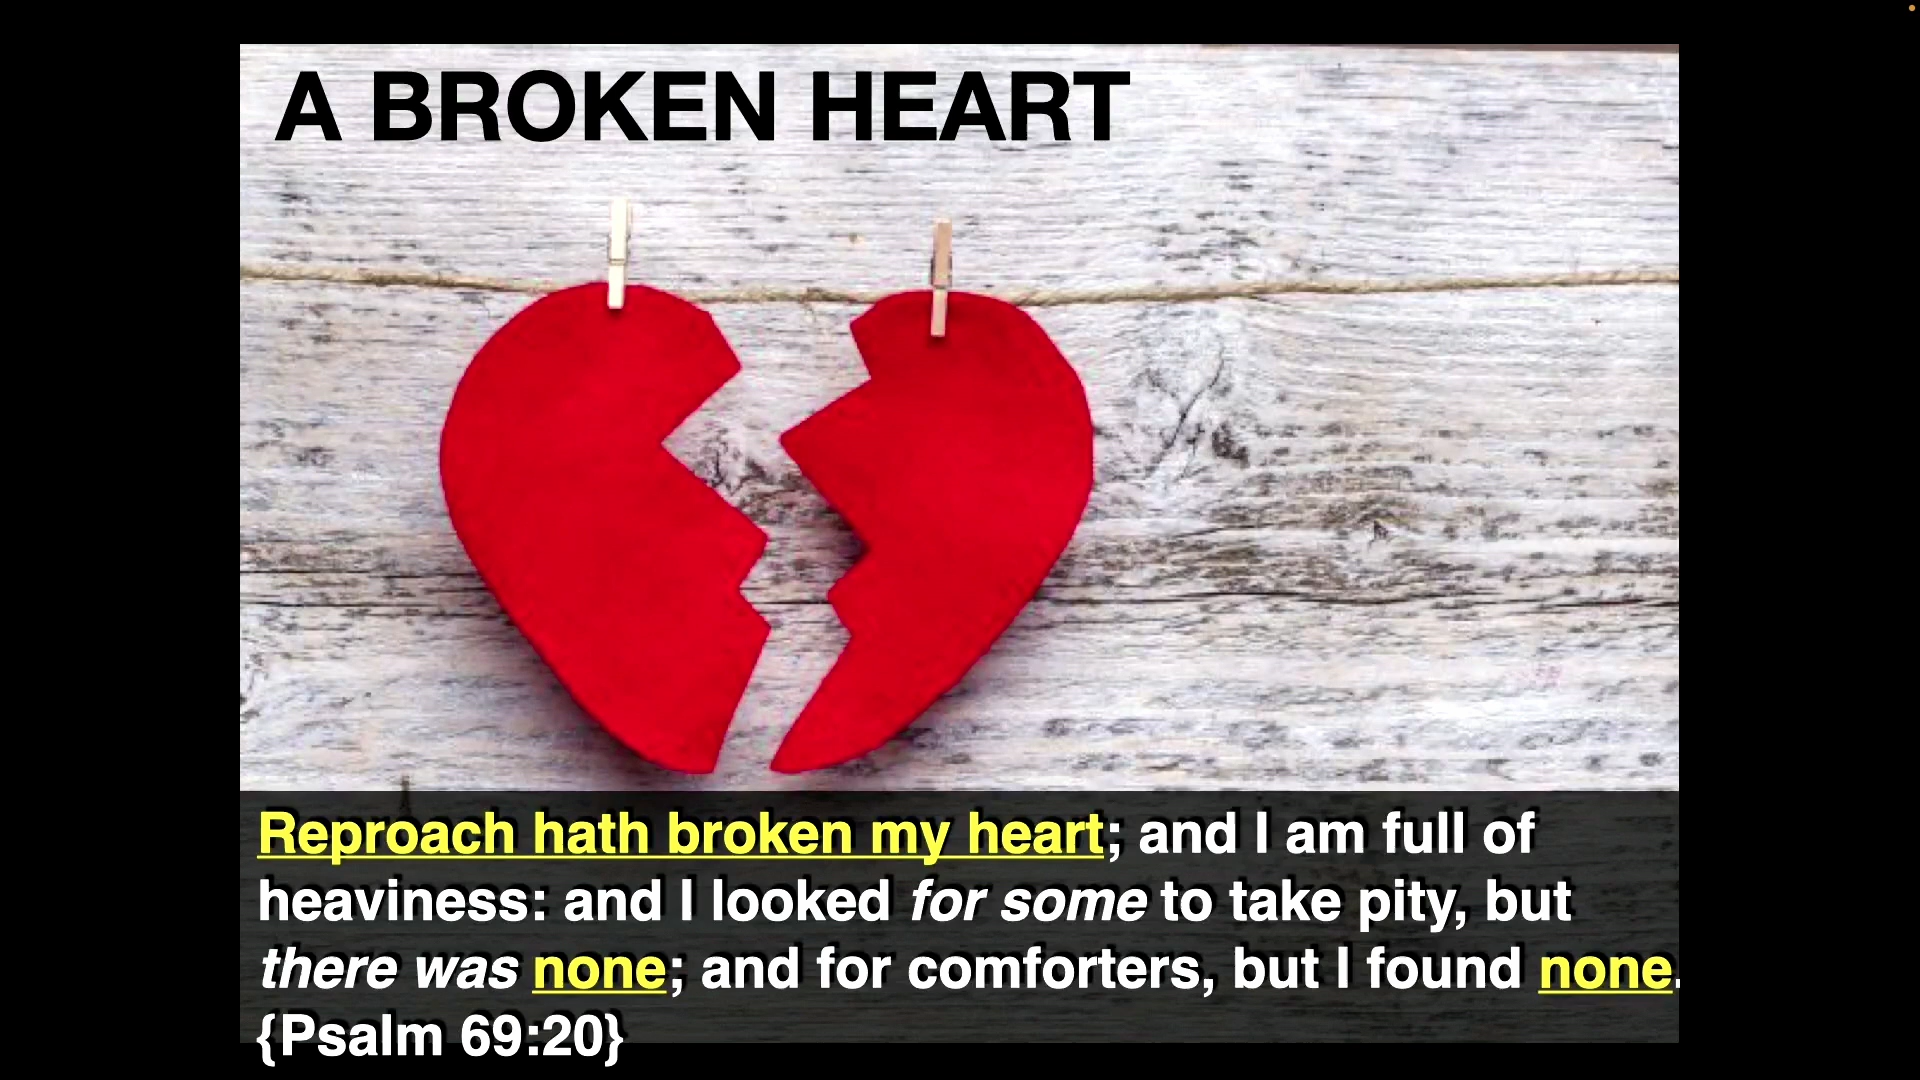 A BROKEN HEART
Reproach hath broken my heart; and I am full of
heaviness: and I looked for some to take pity, but
there was none; and for comforters, but I found none.
{Psalm 69:20}